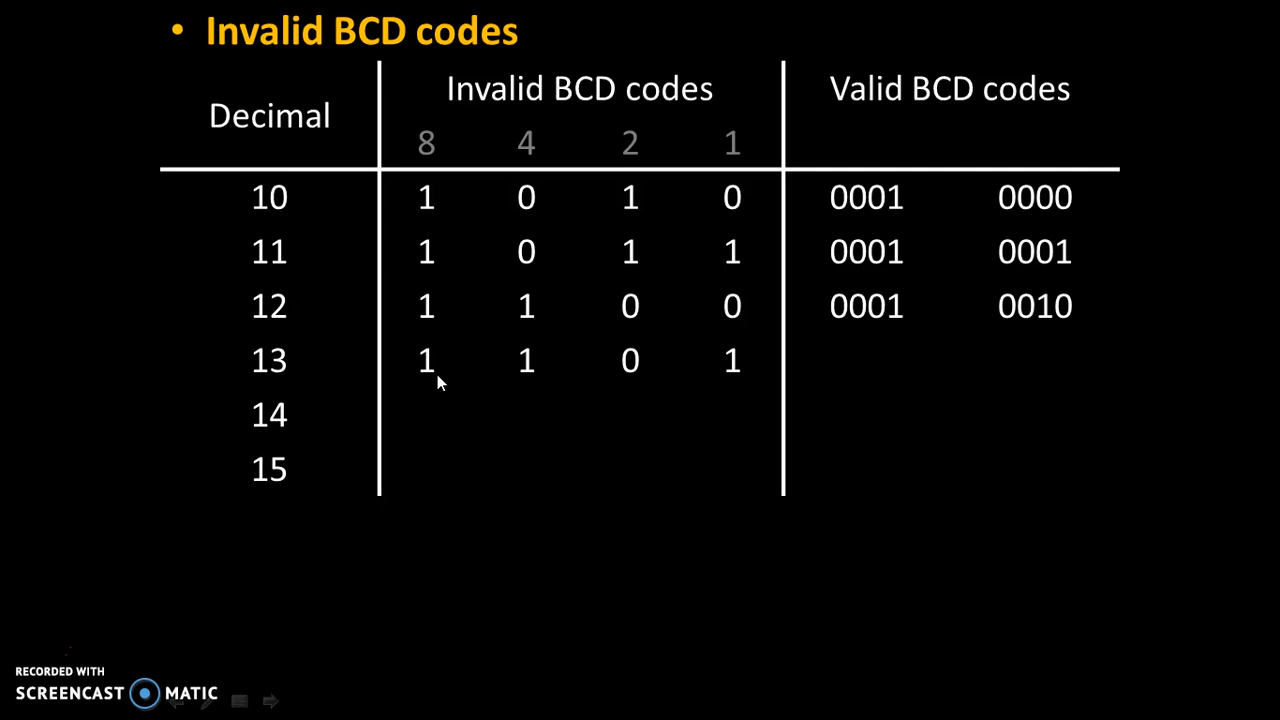 • Invalid BCD codes
Decimal Invalid BCD codes Valid BCD codes
8 4 2 1
10 1 0 1 0 0001 0000
11 1 0 1 1 0001 0001
12 1 1 0 0 0001 0010
13 1 1 0 1
14
15
RECORDED WITH
SCREENCAST MATIC